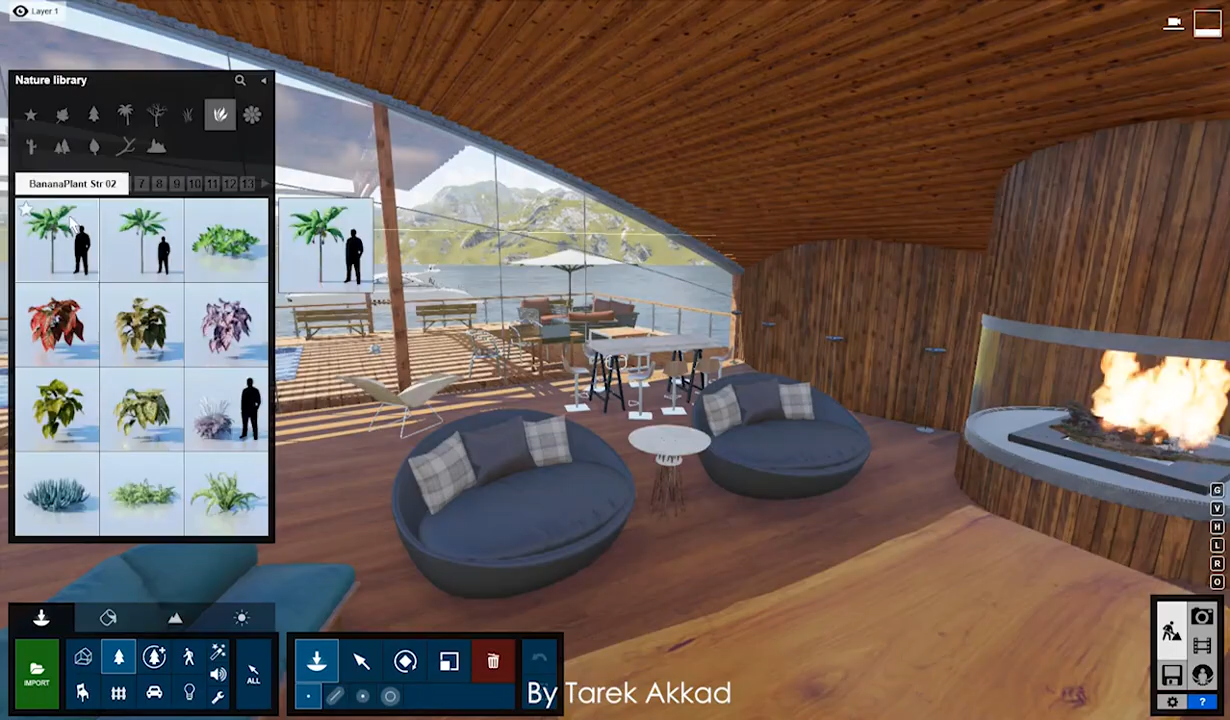 Layer 1
Nature library
BananaPlant Str 02
7 8 9 10 11 12 13
G
V
H
L
R
O
IMPORT
ALL
?
By Tarek Akkad